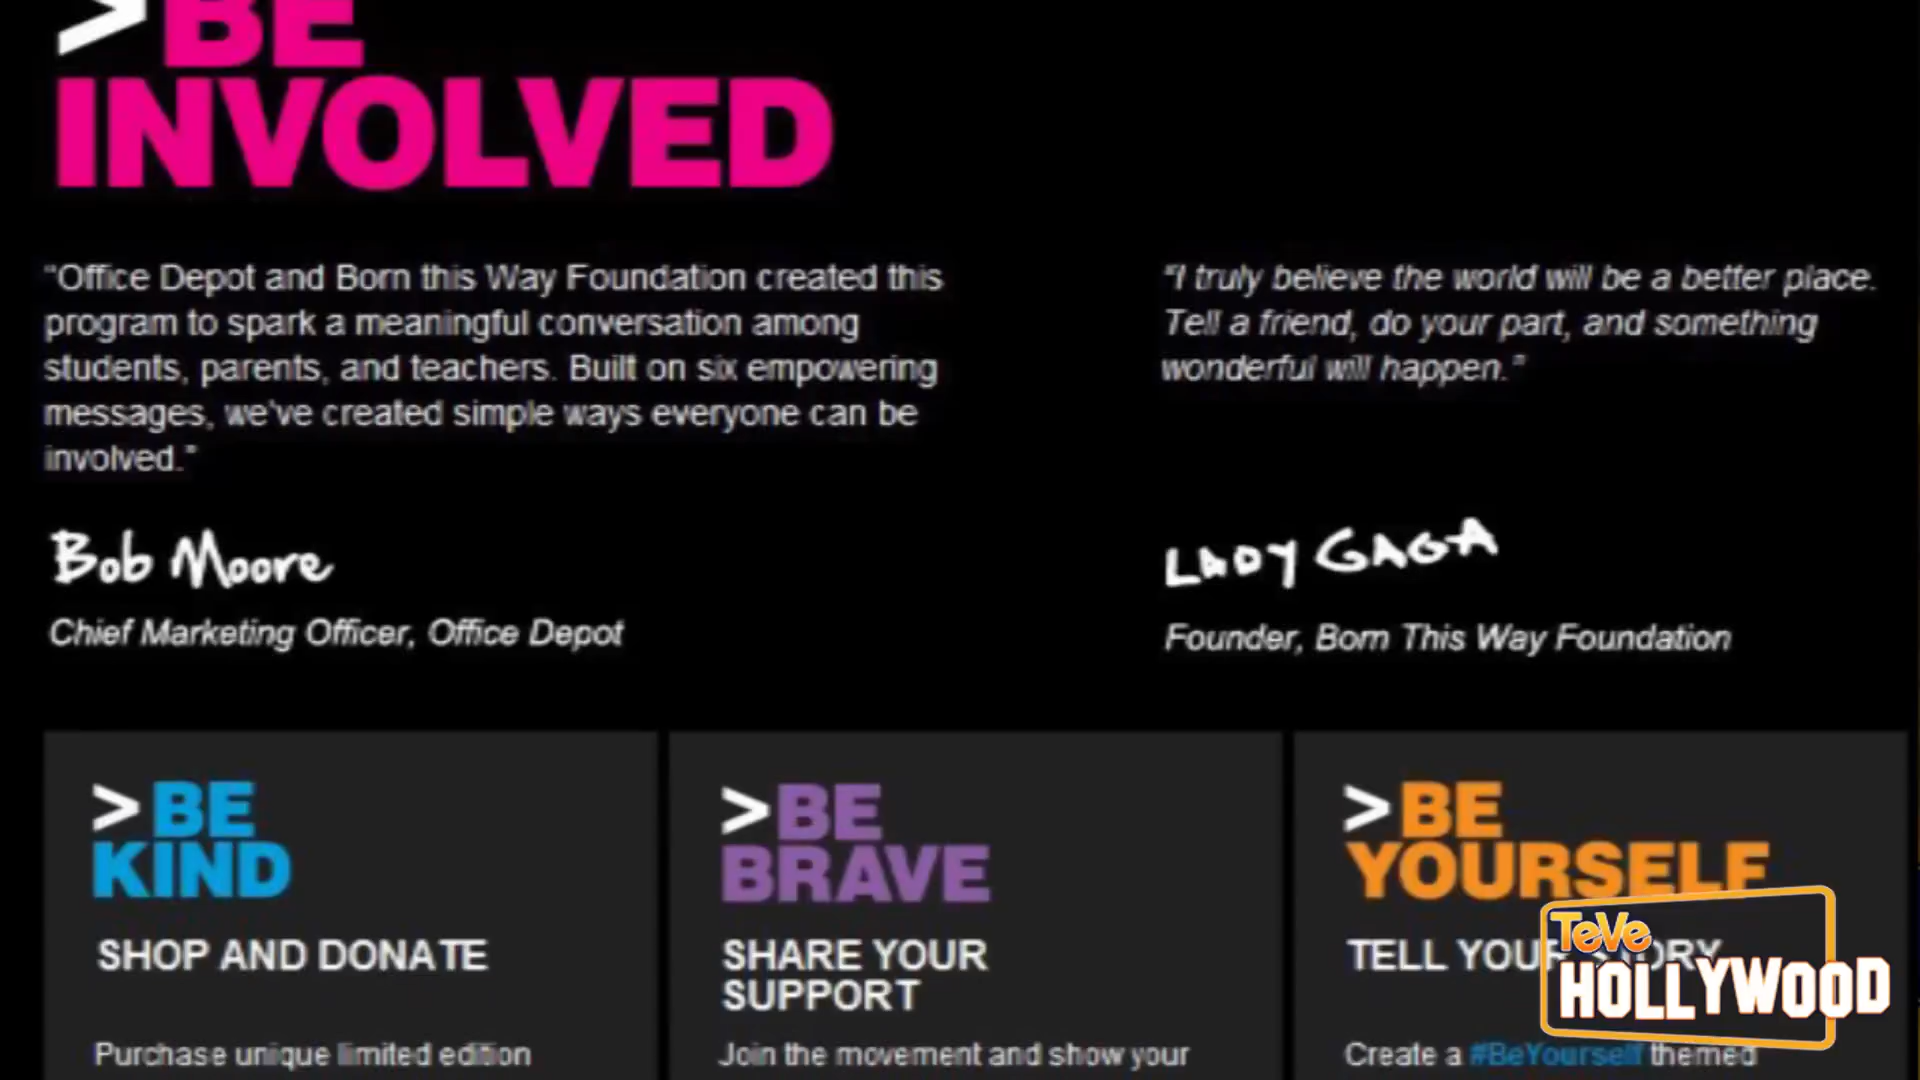 >BE
INVOLVED
"Office Depot and Born this Way Foundation created this
program to spark a meaningful conversation among
students, parents, and teachers. Built on six empowering
messages, we've created simple ways everyone can be
involved."
Bob Moore
Chief Marketing Officer, Office Depot
"I truly believe the world will be a better place.
Tell a friend, do your part, and something
wonderful will happen."
LADY GAGA
Founder, Born This Way Foundation
>BE
KIND
SHOP AND DONATE
Purchase unique limited edition
>BE
BRAVE
SHARE YOUR
SUPPORT
Join the movement and show your
>BE
YOURSELF
TELL YOUR STORY
Create a #BeYourself themed
TeVe
HOLLYWOOD